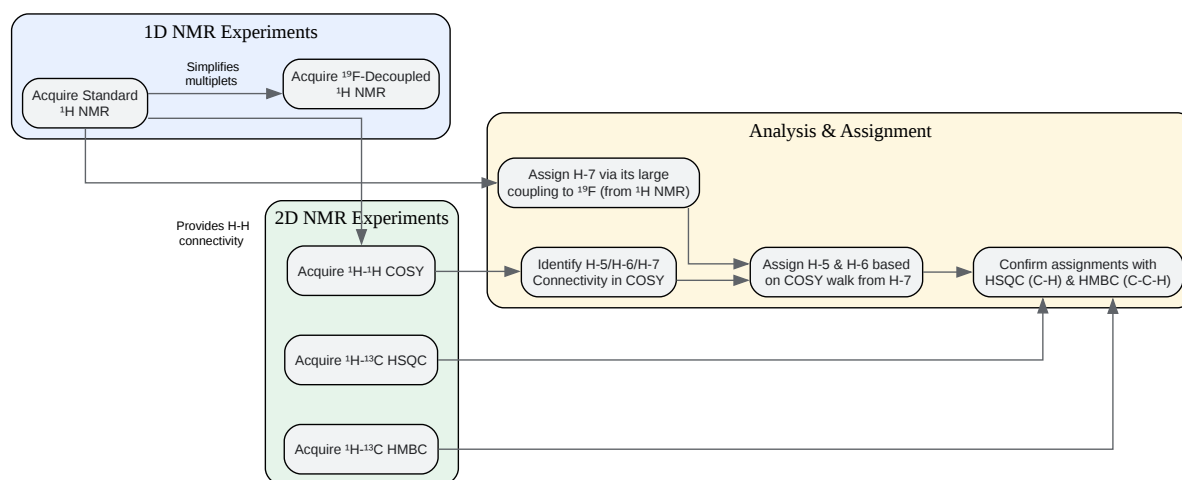 1D NMR Experiments
Simplifies
multiplets
Acquire Standard
¹H NMR
Acquire ¹⁹F-Decoupled
¹H NMR
Analysis & Assignment
Assign H-7 via its large
coupling to ¹⁹F (from ¹H NMR)
Provides H-H
connectivity
2D NMR Experiments
Acquire ¹H-¹H COSY
Identify H-5/H-6/H-7
Connectivity in COSY
Assign H-5 & H-6 based
on COSY walk from H-7
Confirm assignments with
HSQC (C-H) & HMBC (C-C-H)
Acquire ¹H-¹³C HSQC
Acquire ¹H-¹³C HMBC